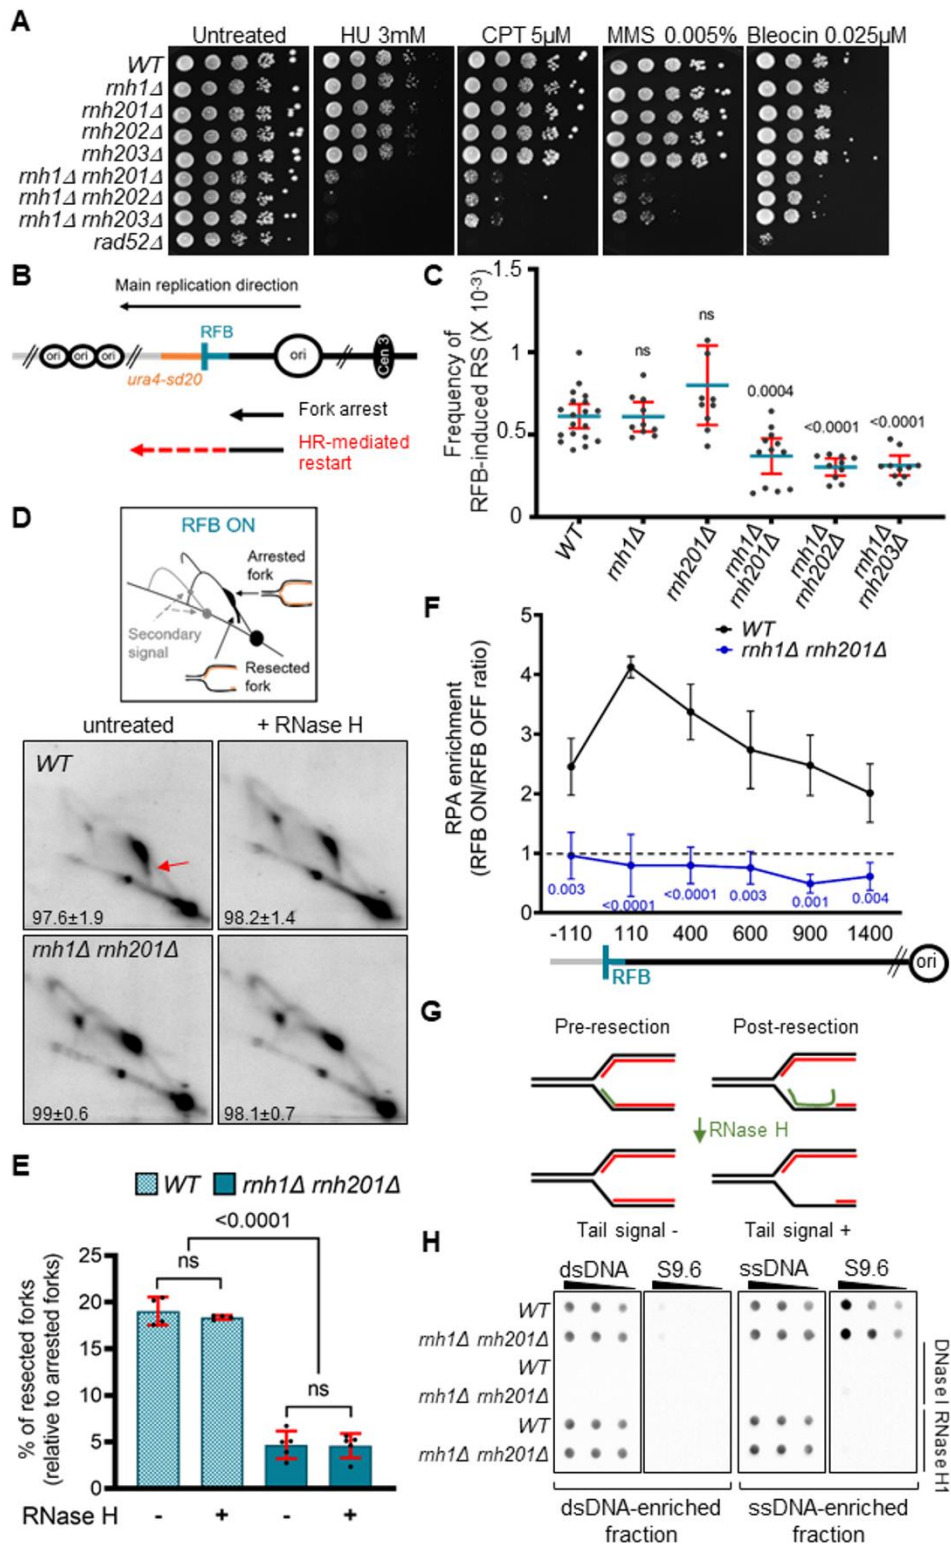 A
Untreated
HU 3mM
CPT 5µM
MMS 0.005%
Bleocin 0.025µM
WT
rnh1Δ
rnh201Δ
rnh202Δ
rnh203Δ
rnh1Δ rnh201Δ
rnh1Δ rnh202Δ
rnh1Δ rnh203Δ
rad52Δ
B
Main replication direction
RFB
ori ori ori
ori
Cen 3
ura4-sd20
Fork arrest
HR-mediated
restart
C
Frequency of
RFB-induced RS (X 10⁻³)
1.5
1
0.5
0
ns
ns
0.0004
<0.0001
<0.0001
WT
rnh1Δ
rnh201Δ
rnh1Δ
rnh201Δ
rnh1Δ
rnh202Δ
rnh1Δ
rnh203Δ
D
RFB ON
Arrested
fork
Secondary
signal
Resected
fork
untreated
+ RNase H
WT
97.6±1.9
98.2±1.4
rnh1Δ rnh201Δ
99±0.6
98.1±0.7
E
WT
rnh1Δ rnh201Δ
<0.0001
ns
ns
% of resected forks
(relative to arrested forks)
25
20
15
10
5
0
RNase H - + - +
F
WT
rnh1Δ rnh201Δ
RPA enrichment
(RFB ON/RFB OFF ratio)
5
4
3
2
1
0
0.003
<0.0001
<0.0001
0.003
0.001
0.004
-110 110 400 600 900 1400
RFB
ori
G
Pre-resection
Post-resection
RNase H
Tail signal -
Tail signal +
H
dsDNA
S9.6
ssDNA
S9.6
WT
rnh1Δ rnh201Δ
WT
rnh1Δ rnh201Δ
WT
rnh1Δ rnh201Δ
DNase I
RNase H1
dsDNA-enriched
fraction
ssDNA-enriched
fraction